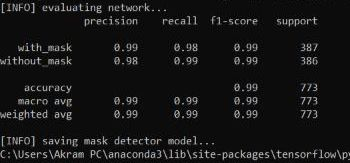 [INFO] evaluating network...
precision recall f1-score support
with_mask 0.99 0.98 0.99 387
without_mask 0.98 0.99 0.99 386
accuracy 0.99 773
macro avg 0.99 0.99 0.99 773
weighted avg 0.99 0.99 0.99 773
[INFO] saving mask detector model...
C:\Users\Akram PC\anaconda3\lib\site-packages\tensorflow\py